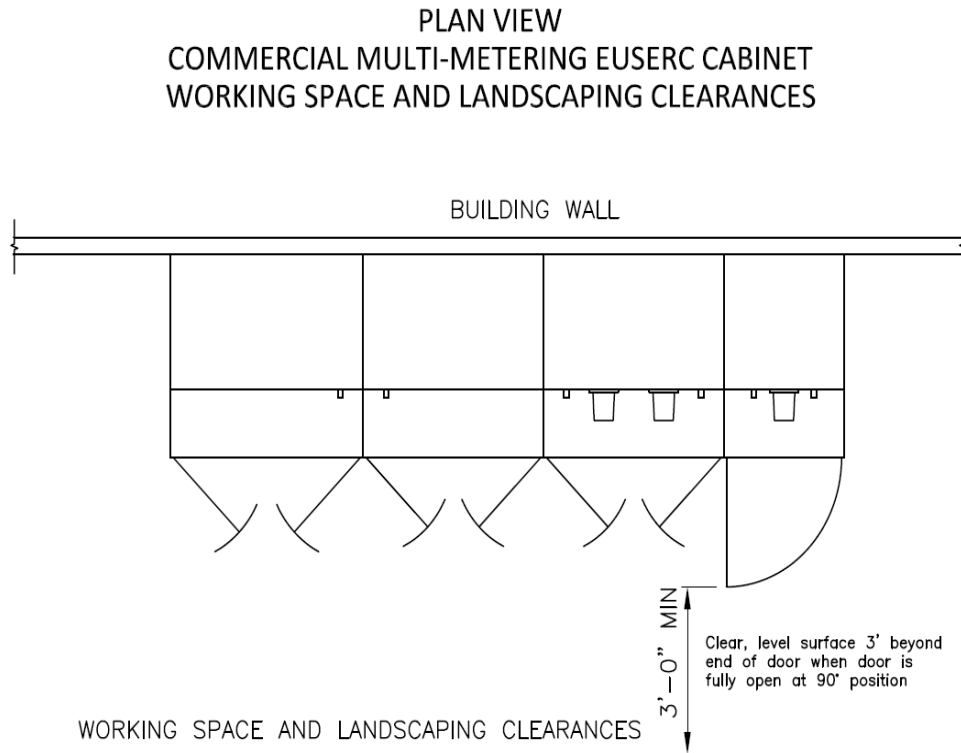 PLAN VIEW
COMMERCIAL MULTI-METERING EUSERC CABINET
WORKING SPACE AND LANDSCAPING CLEARANCES
BUILDING WALL
3'-0" MIN
Clear, level surface 3' beyond
end of door when door is
fully open at 90° position
WORKING SPACE AND LANDSCAPING CLEARANCES